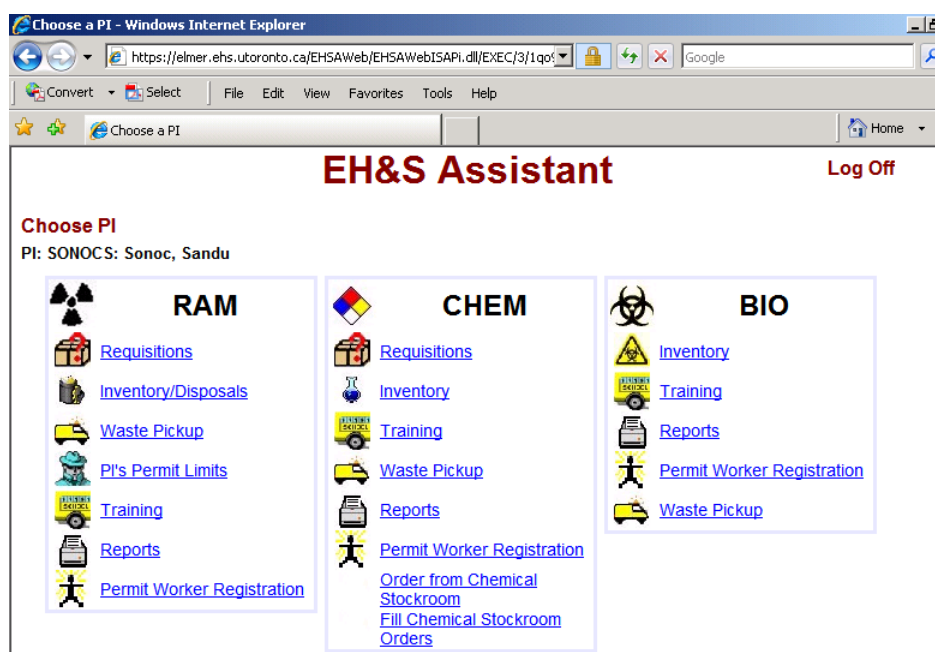 Choose a PI - Windows Internet Explorer
https://elmer.ehs.utoronto.ca/EHSAWeb/EHSAWebISAPi.dll/EXEC/3/1qo9
Google
Convert Select File Edit View Favorites Tools Help
Choose a PI Home
EH&S Assistant
Log Off
Choose PI
PI: SONOCS: Sonoc, Sandu
RAM
Requisitions
Inventory/Disposals
Waste Pickup
PI's Permit Limits
Training
Reports
Permit Worker Registration
CHEM
Requisitions
Inventory
Training
Waste Pickup
Reports
Permit Worker Registration
Order from Chemical
Stockroom
Fill Chemical Stockroom
Orders
BIO
Inventory
Training
Reports
Permit Worker Registration
Waste Pickup